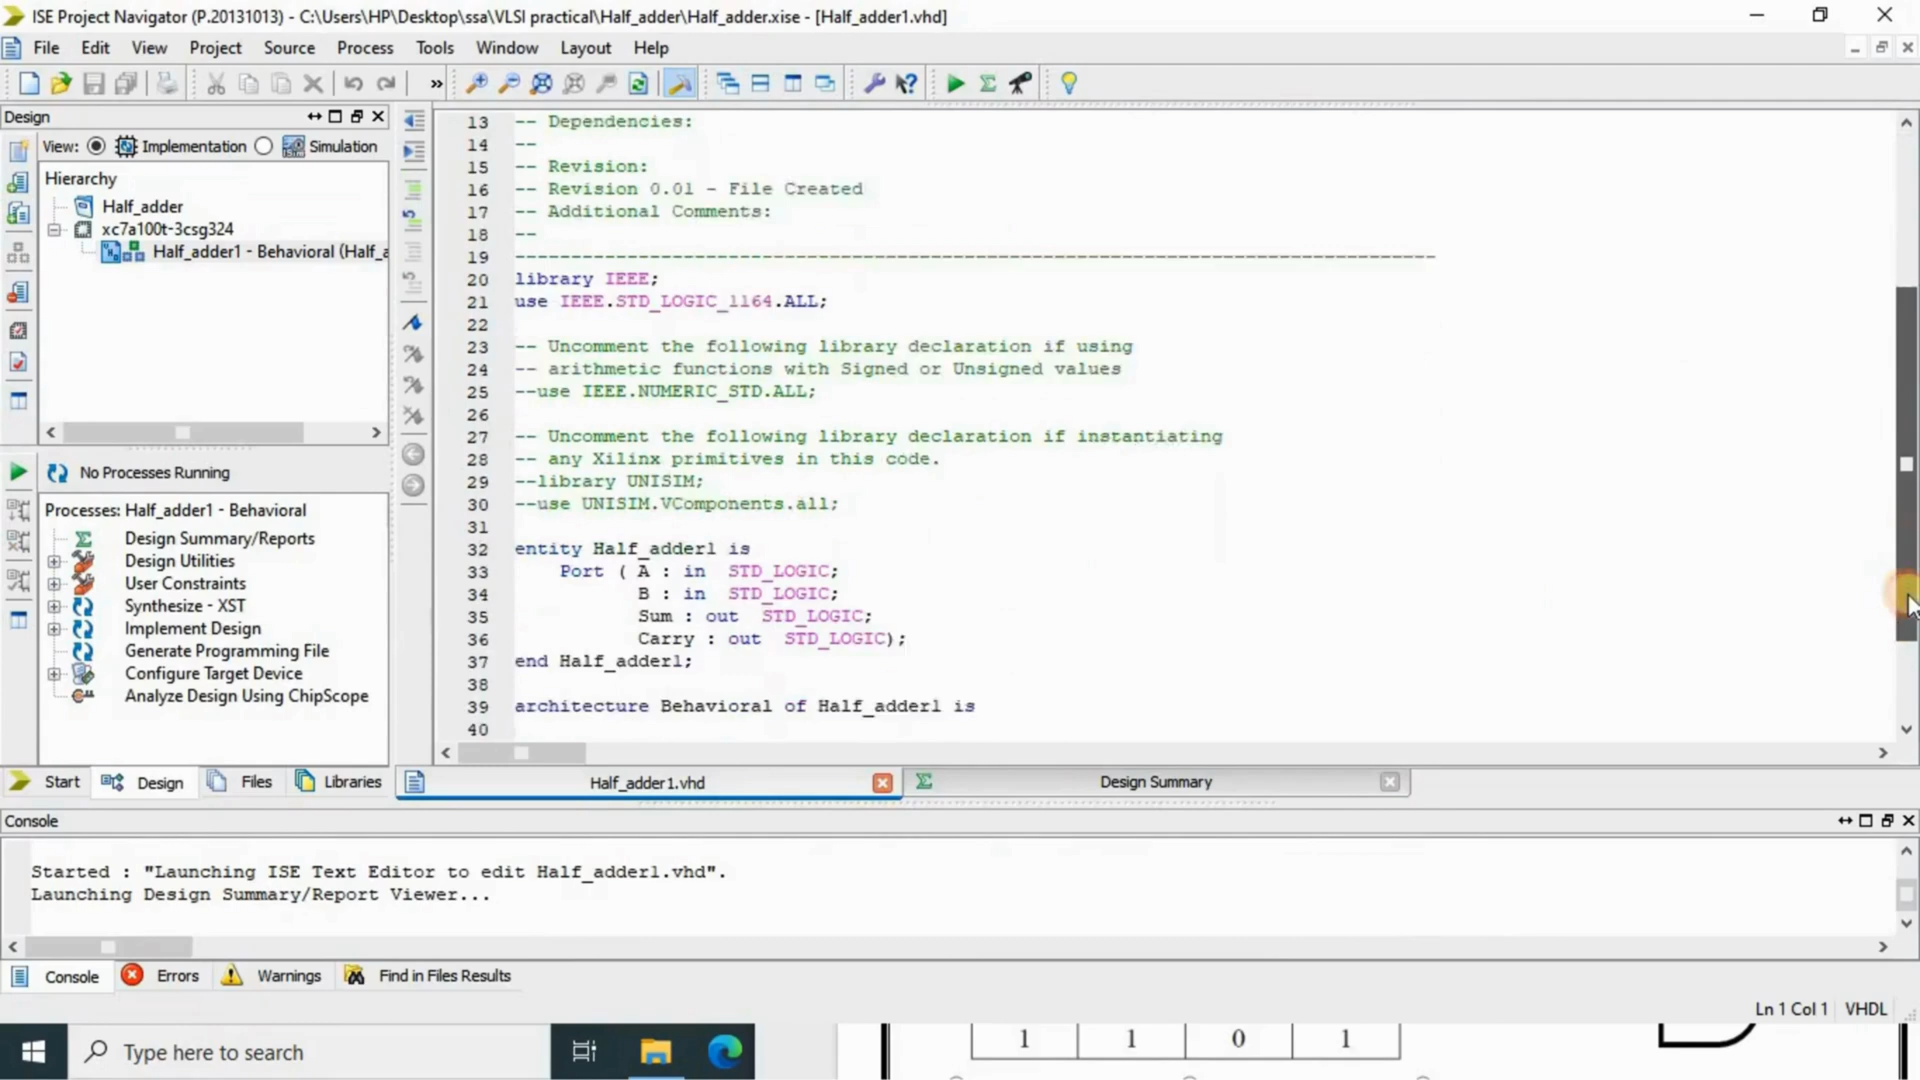 ISE Project Navigator (P.20131013) - C:\Users\HP\Desktop\ssa\VLSI practical\Half_adder\Half_adder.xise - [Half_adder1.vhd]
File Edit View Project Source Process Tools Window Layout Help
»
Design
View: Implementation Simulation
Hierarchy
Half_adder
xc7a100t-3csg324
Half_adder1 - Behavioral (Half_a
No Processes Running
Processes: Half_adder1 - Behavioral
Design Summary/Reports
Design Utilities
User Constraints
Synthesize - XST
Implement Design
Generate Programming File
Configure Target Device
Analyze Design Using ChipScope
Start Design Files Libraries
13 -- Dependencies:
14 --
15 -- Revision:
16 -- Revision 0.01 - File Created
17 -- Additional Comments:
18 --
19 ----------------------------------------------------------------------------------
20 library IEEE;
21 use IEEE.STD_LOGIC_1164.ALL;
22
23 -- Uncomment the following library declaration if using
24 -- arithmetic functions with Signed or Unsigned values
25 --use IEEE.NUMERIC_STD.ALL;
26
27 -- Uncomment the following library declaration if instantiating
28 -- any Xilinx primitives in this code.
29 --library UNISIM;
30 --use UNISIM.VComponents.all;
31
32 entity Half_adder1 is
33 Port ( A : in STD_LOGIC;
34 B : in STD_LOGIC;
35 Sum : out STD_LOGIC;
36 Carry : out STD_LOGIC);
37 end Half_adder1;
38
39 architecture Behavioral of Half_adder1 is
40
Half_adder1.vhd Design Summary
Console
Started : "Launching ISE Text Editor to edit Half_adder1.vhd".
Launching Design Summary/Report Viewer...
Console Errors Warnings Find in Files Results
Ln 1 Col 1 VHDL
Type here to search
1 1 0 1